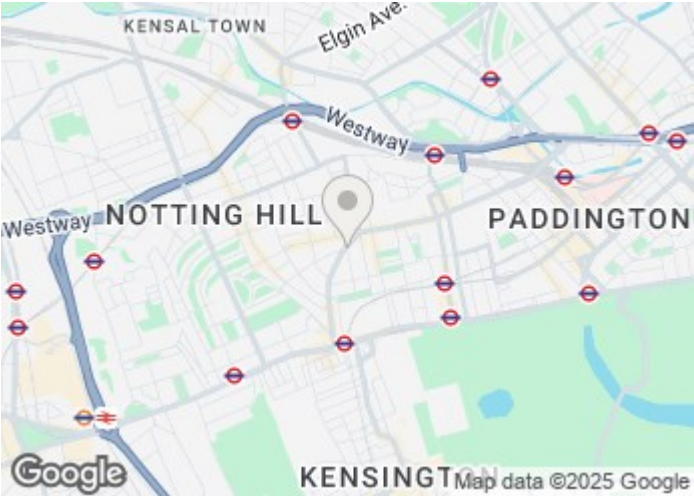 KENSAL TOWN
Elgin Ave.
Westway
NOTTING HILL
PADDINGTON
Westway
KENSINGTON
Google
Map data ©2025 Google